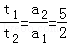 t₁/t₂ = a₂/a₁ = 5/2